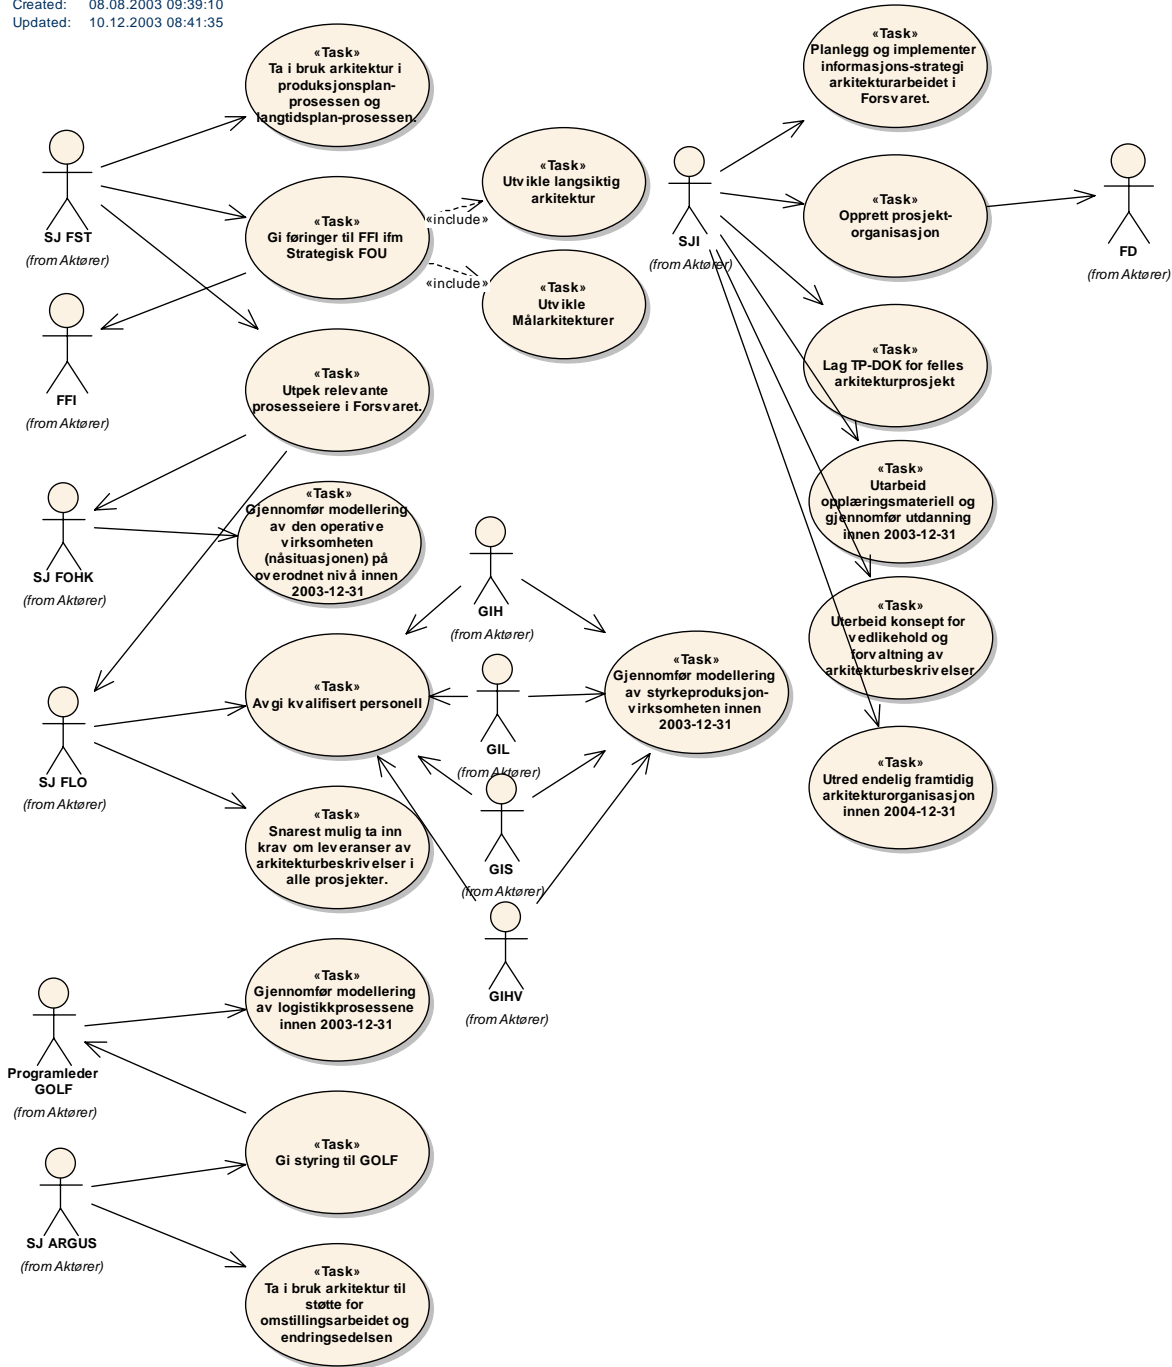 Created: 08.08.2003 09:39:10
Updated: 10.12.2003 08:41:35
«Task»
Ta i bruk arkitektur i
produksjonsplan-
prosessen og
langtidsplan-prosessen.
SJ FST
(from Aktører)
«Task»
Gi føringer til FFI ifm
Strategisk FOU
«include»
«include»
«Task»
Utvikle langsiktig
arkitektur
«Task»
Utvikle
Målarkitekturer
FFI
(from Aktører)
«Task»
Utpek relevante
prosesseiere i Forsvaret.
SJ FOHK
(from Aktører)
«Task»
Gjennomfør modellering
av den operative
virksomheten
(nåsituasjonen) på
overodnet nivå innen
2003-12-31
SJ FLO
(from Aktører)
«Task»
Avgi kvalifisert personell
«Task»
Snarest mulig ta inn
krav om leveranser av
arkitekturbeskrivelser i
alle prosjekter.
GIH
(from Aktører)
GIL
(from Aktører)
GIS
(from Aktører)
GIHV
(from Aktører)
«Task»
Gjennomfør modellering
av styrkeproduksjon-
virksomheten innen
2003-12-31
Programleder
GOLF
(from Aktører)
«Task»
Gjennomfør modellering
av logistikkprosessene
innen 2003-12-31
«Task»
Gi styring til GOLF
SJ ARGUS
(from Aktører)
«Task»
Ta i bruk arkitektur til
støtte for
omstillingsarbeidet og
endringsedelsen
SJI
(from Aktører)
«Task»
Planlegg og implementer
informasjons-strategi
arkitekturarbeidet i
Forsvaret.
«Task»
Opprett prosjekt-
organisasjon
FD
(from Aktører)
«Task»
Lag TP-DOK for felles
arkitekturprosjekt
«Task»
Utarbeid
opplæringsmateriell og
gjennomfør utdanning
innen 2003-12-31
«Task»
Uterbeid konsept for
vedlikehold og
forvaltning av
arkitekturbeskrivelser
«Task»
Utred endelig framtidig
arkitekturorganisasjon
innen 2004-12-31